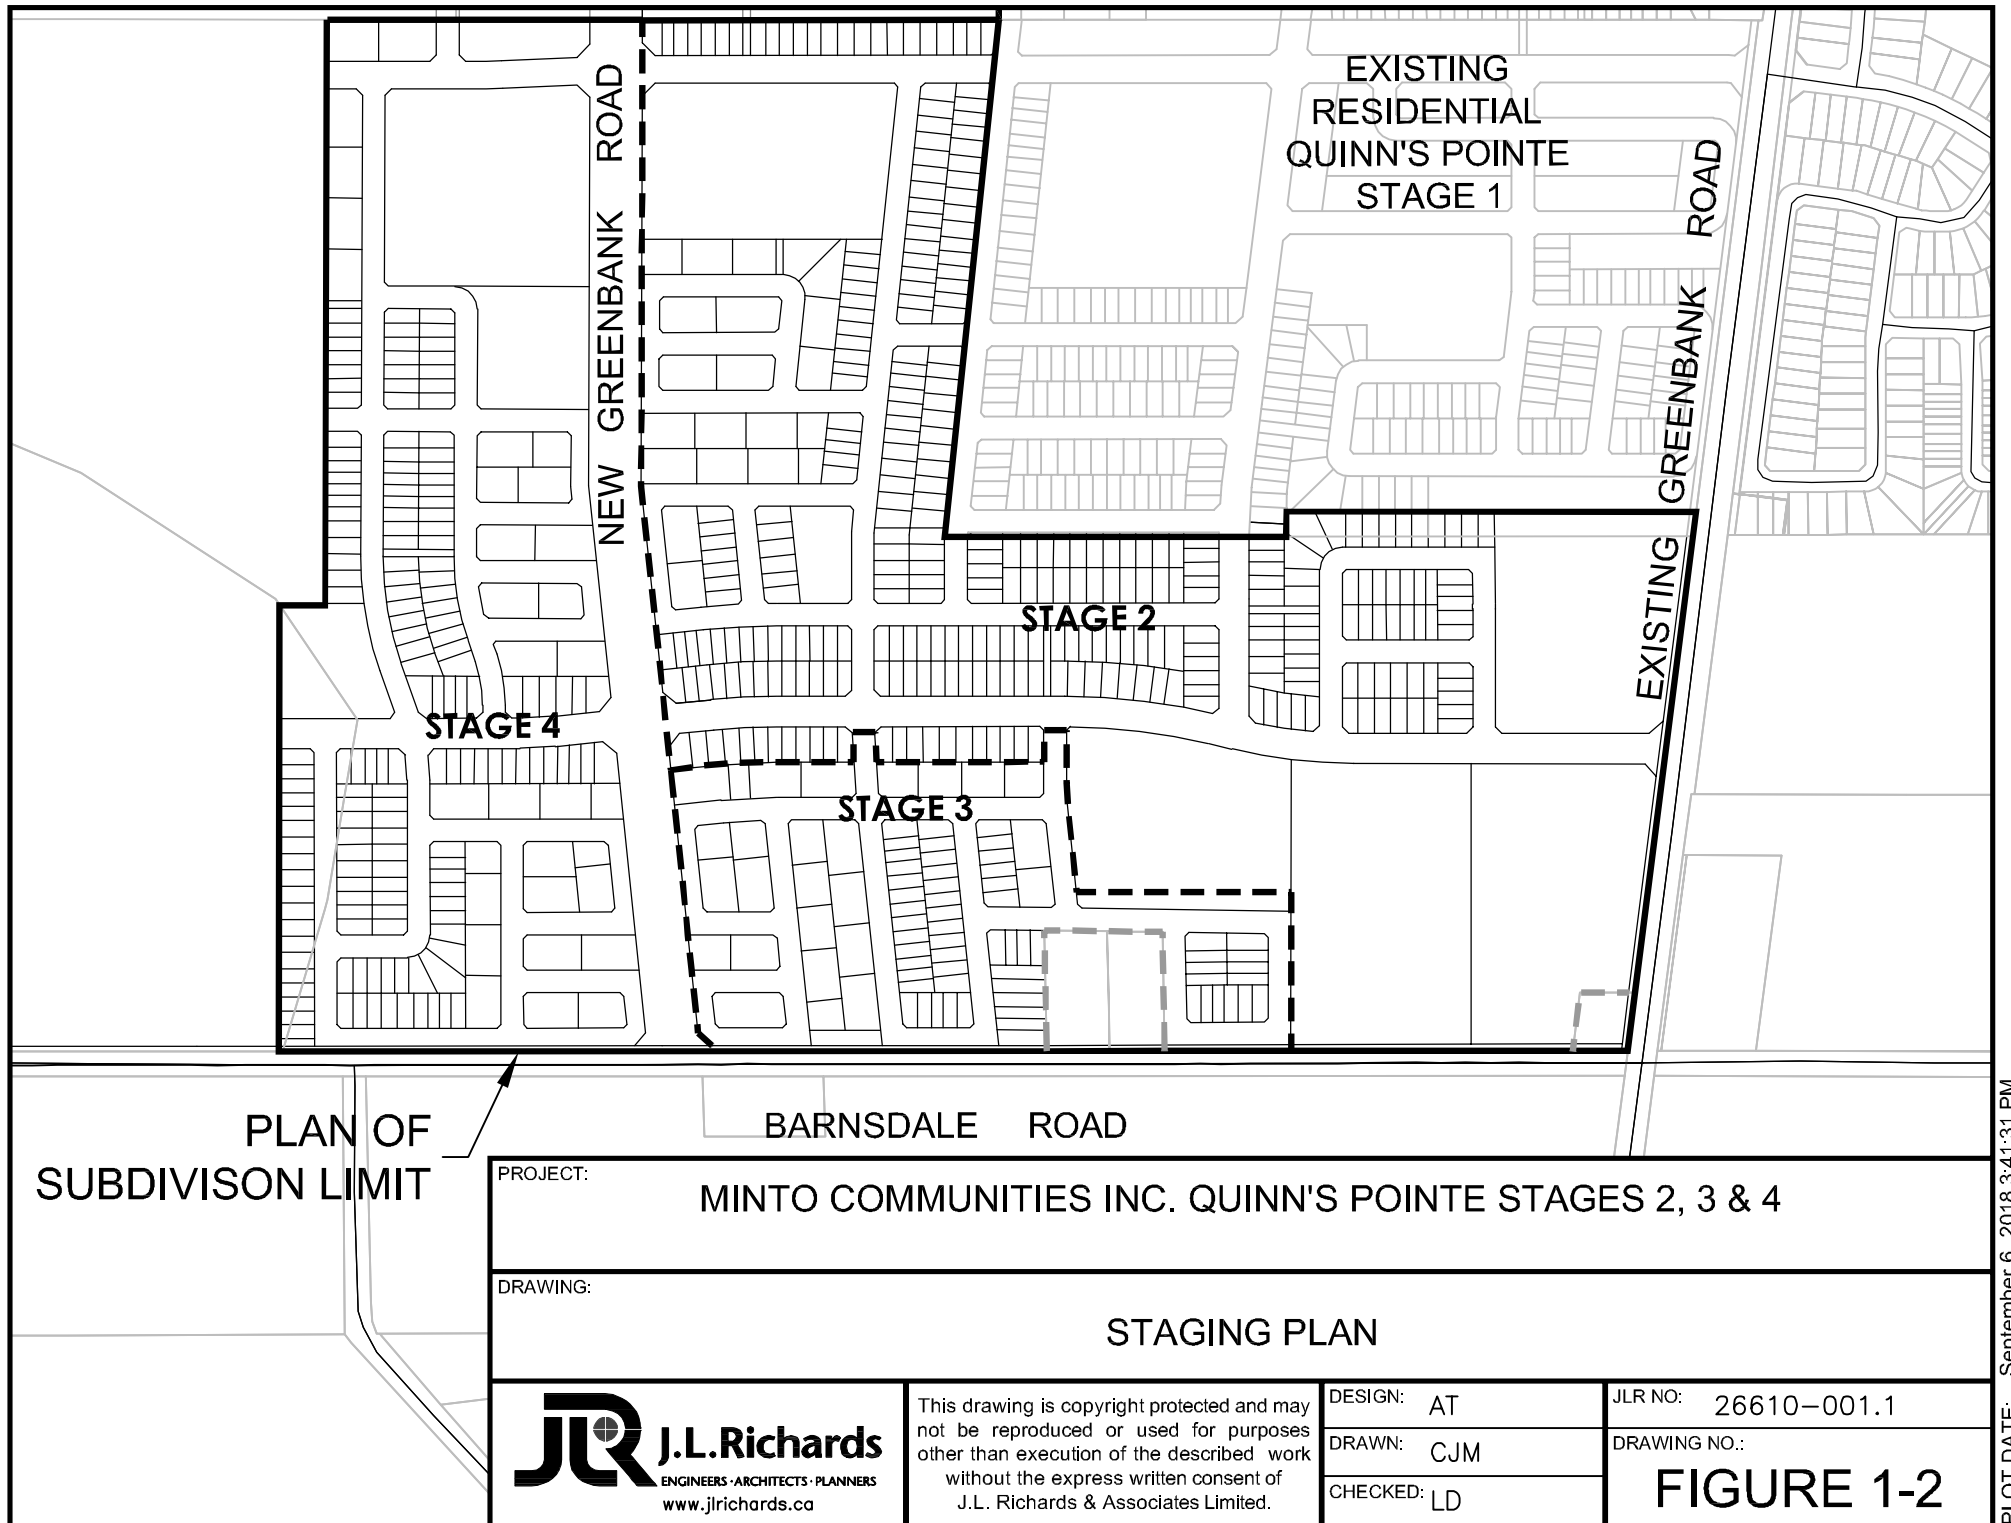 EXISTING
RESIDENTIAL
QUINN'S POINTE
STAGE 1
NEW GREENBANK ROAD
EXISTING GREENBANK ROAD
STAGE 2
STAGE 4
STAGE 3
PLAN OF
SUBDIVISON LIMIT
BARNSDALE ROAD
PROJECT:
MINTO COMMUNITIES INC. QUINN'S POINTE STAGES 2, 3 & 4
DRAWING:
STAGING PLAN
JLR
J.L.Richards
ENGINEERS·ARCHITECTS·PLANNERS
www.jlrichards.ca
This drawing is copyright protected and may
not be reproduced or used for purposes
other than execution of the described work
without the express written consent of
J.L. Richards & Associates Limited.
DESIGN: AT
DRAWN: CJM
CHECKED: LD
JLR NO: 26610-001.1
DRAWING NO.:
FIGURE 1-2
PLOT DATE: September 6, 2018 3:41:31 PM